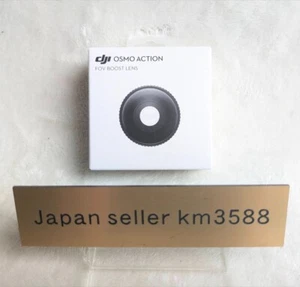 dji OSMO ACTION
FOV BOOST LENS
Japan seller km3588